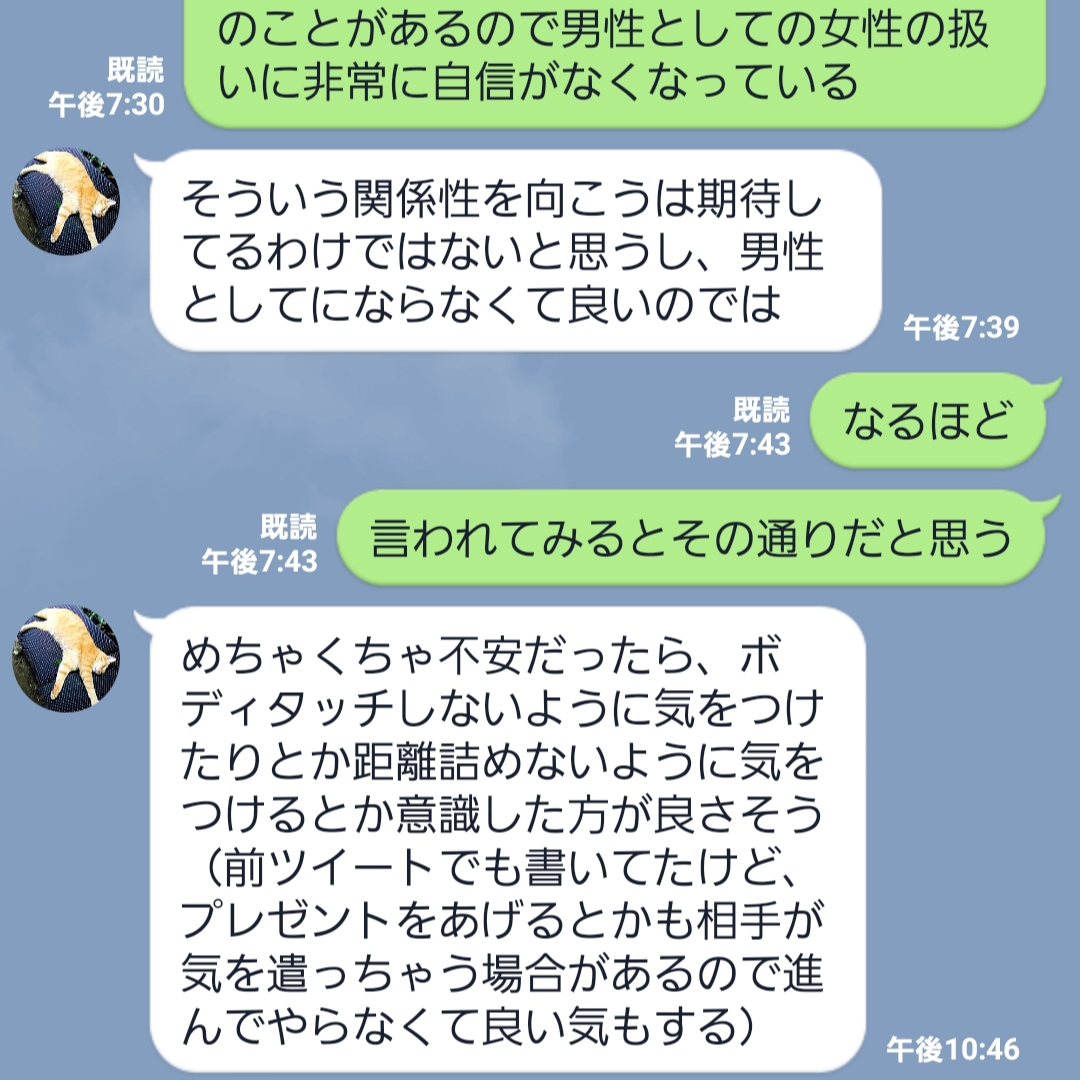 のことがあるので男性としての女性の扱
いに非常に自信がなくなっている
既読
午後7:30
そういう関係性を向こうは期待し
てるわけではないと思うし、男性
としてにならなくて良いのでは
午後7:39
既読
午後7:43
なるほど
既読
午後7:43
言われてみるとその通りだと思う
めちゃくちゃ不安だったら、ボ
ディタッチしないように気をつけ
たりとか距離詰めないように気を
つけるとか意識した方が良さそう
（前ツイートでも書いてたけど、
プレゼントをあげるとかも相手が
気を遣っちゃう場合があるので進
んでやらなくて良い気もする）
午後10:46